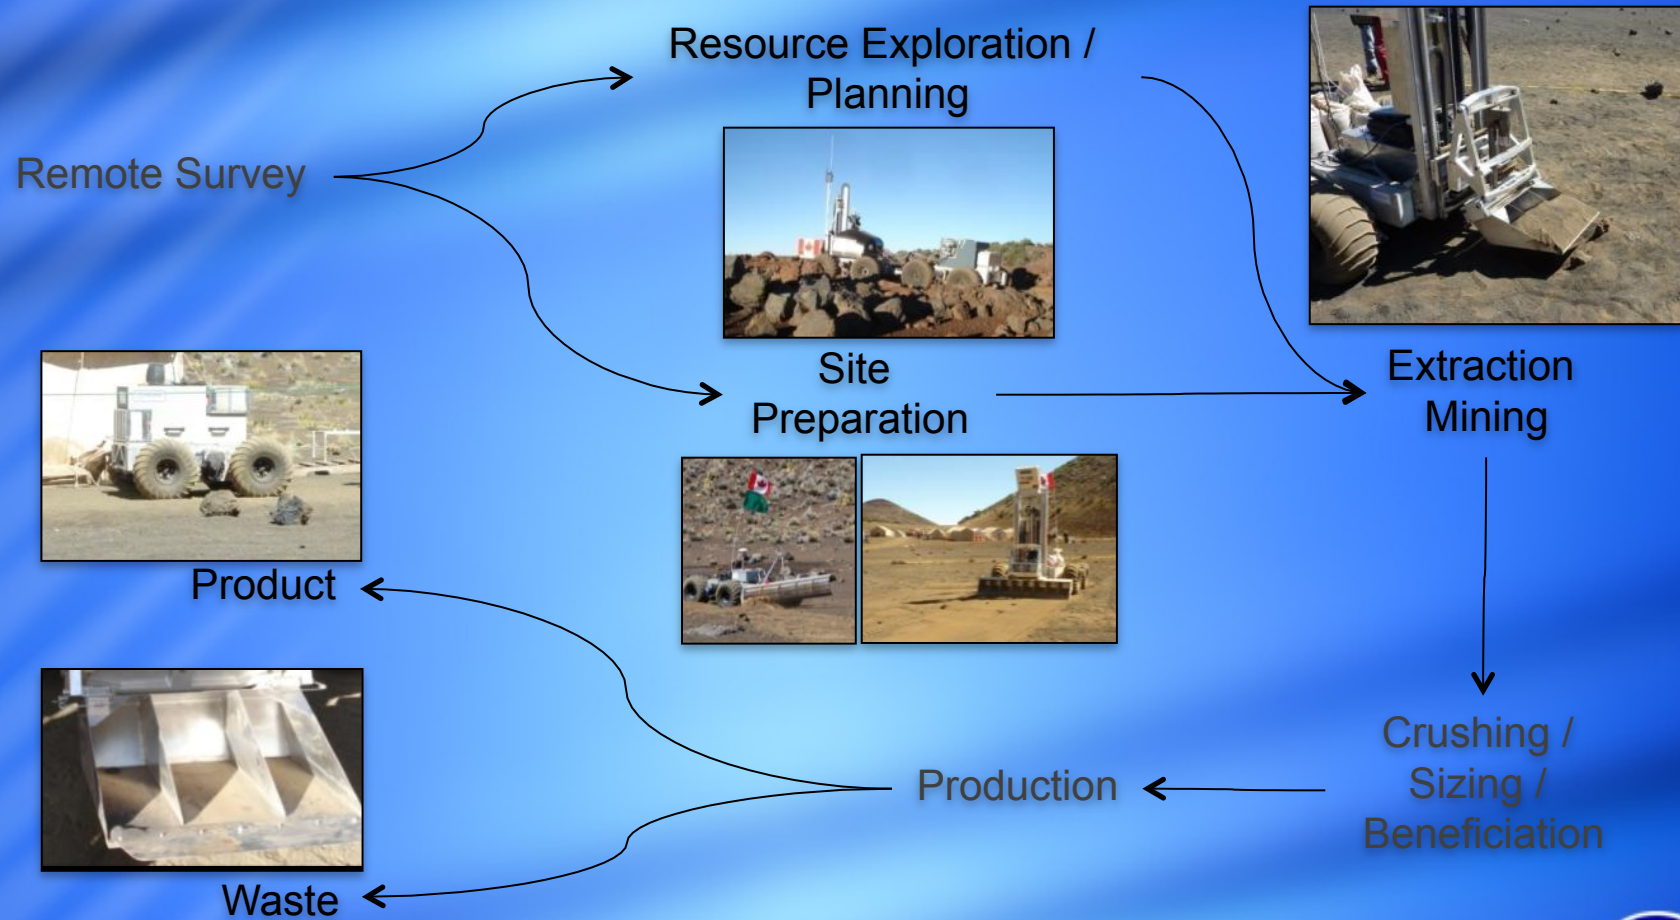 Resource Exploration /
Planning
Remote Survey
Site
Preparation
Extraction
Mining
Product
Crushing /
Sizing /
Beneficiation
Production
Waste